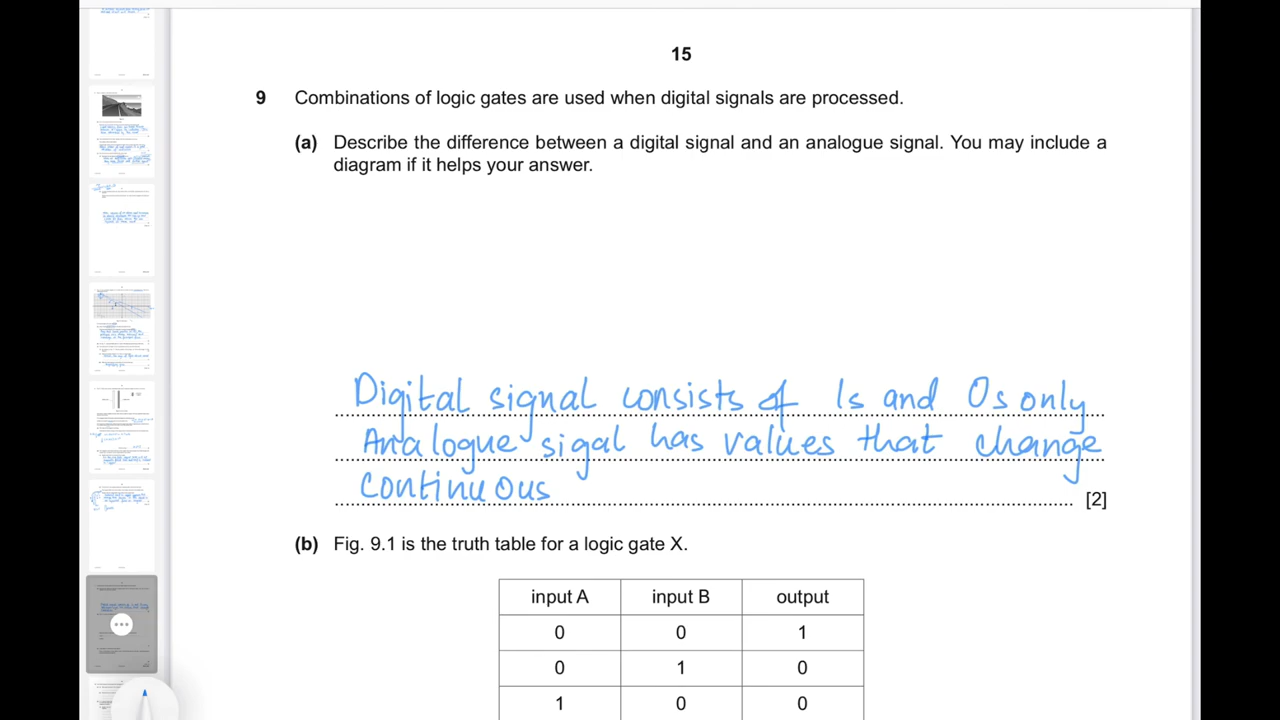 15
9 Combinations of logic gates are used when digital signals are processed.
(a) Describe the difference between a digital signal and an analogue signal. You may include a
diagram if it helps your answer.
Digital signal consists of 1s and 0s only
Analogue sigal has values that change
continuous
[2]
(b) Fig. 9.1 is the truth table for a logic gate X.
input A input B output
0 0 1
0 1 0
1 0 0